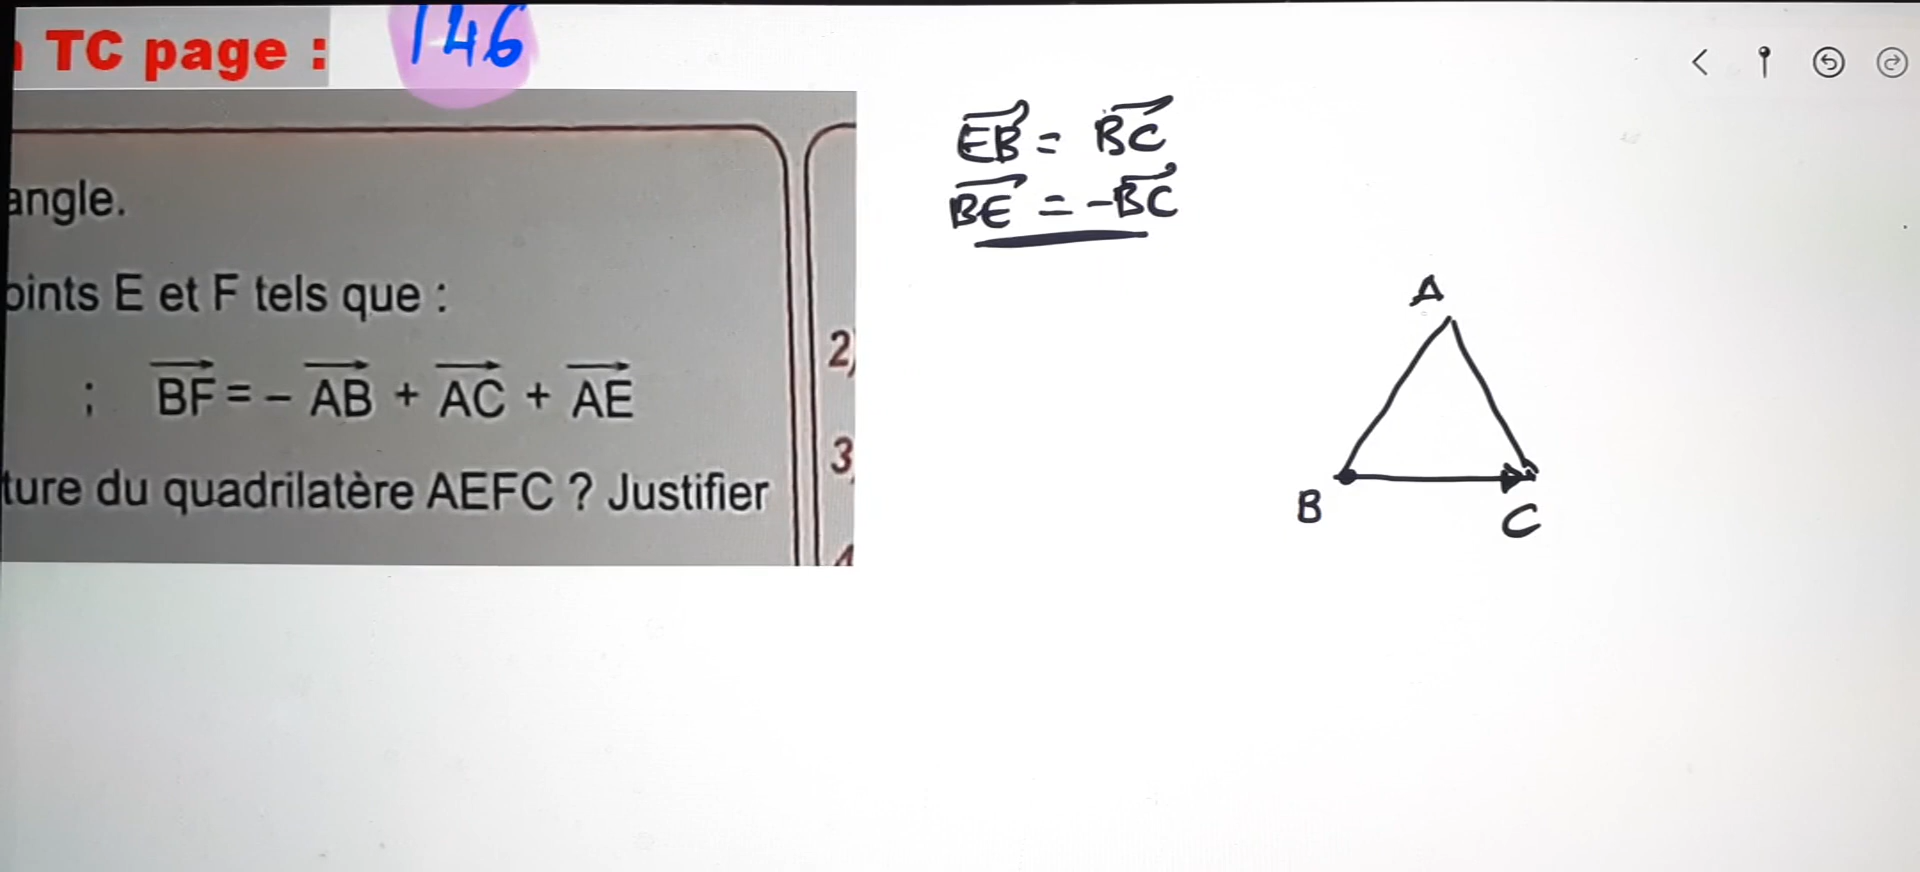 TC page : 146
angle.
oints E et F tels que :
; BF = - AB + AC + AE
ture du quadrilatère AEFC ? Justifier
2)
3
EB = BC
BE = -BC
A
B
C